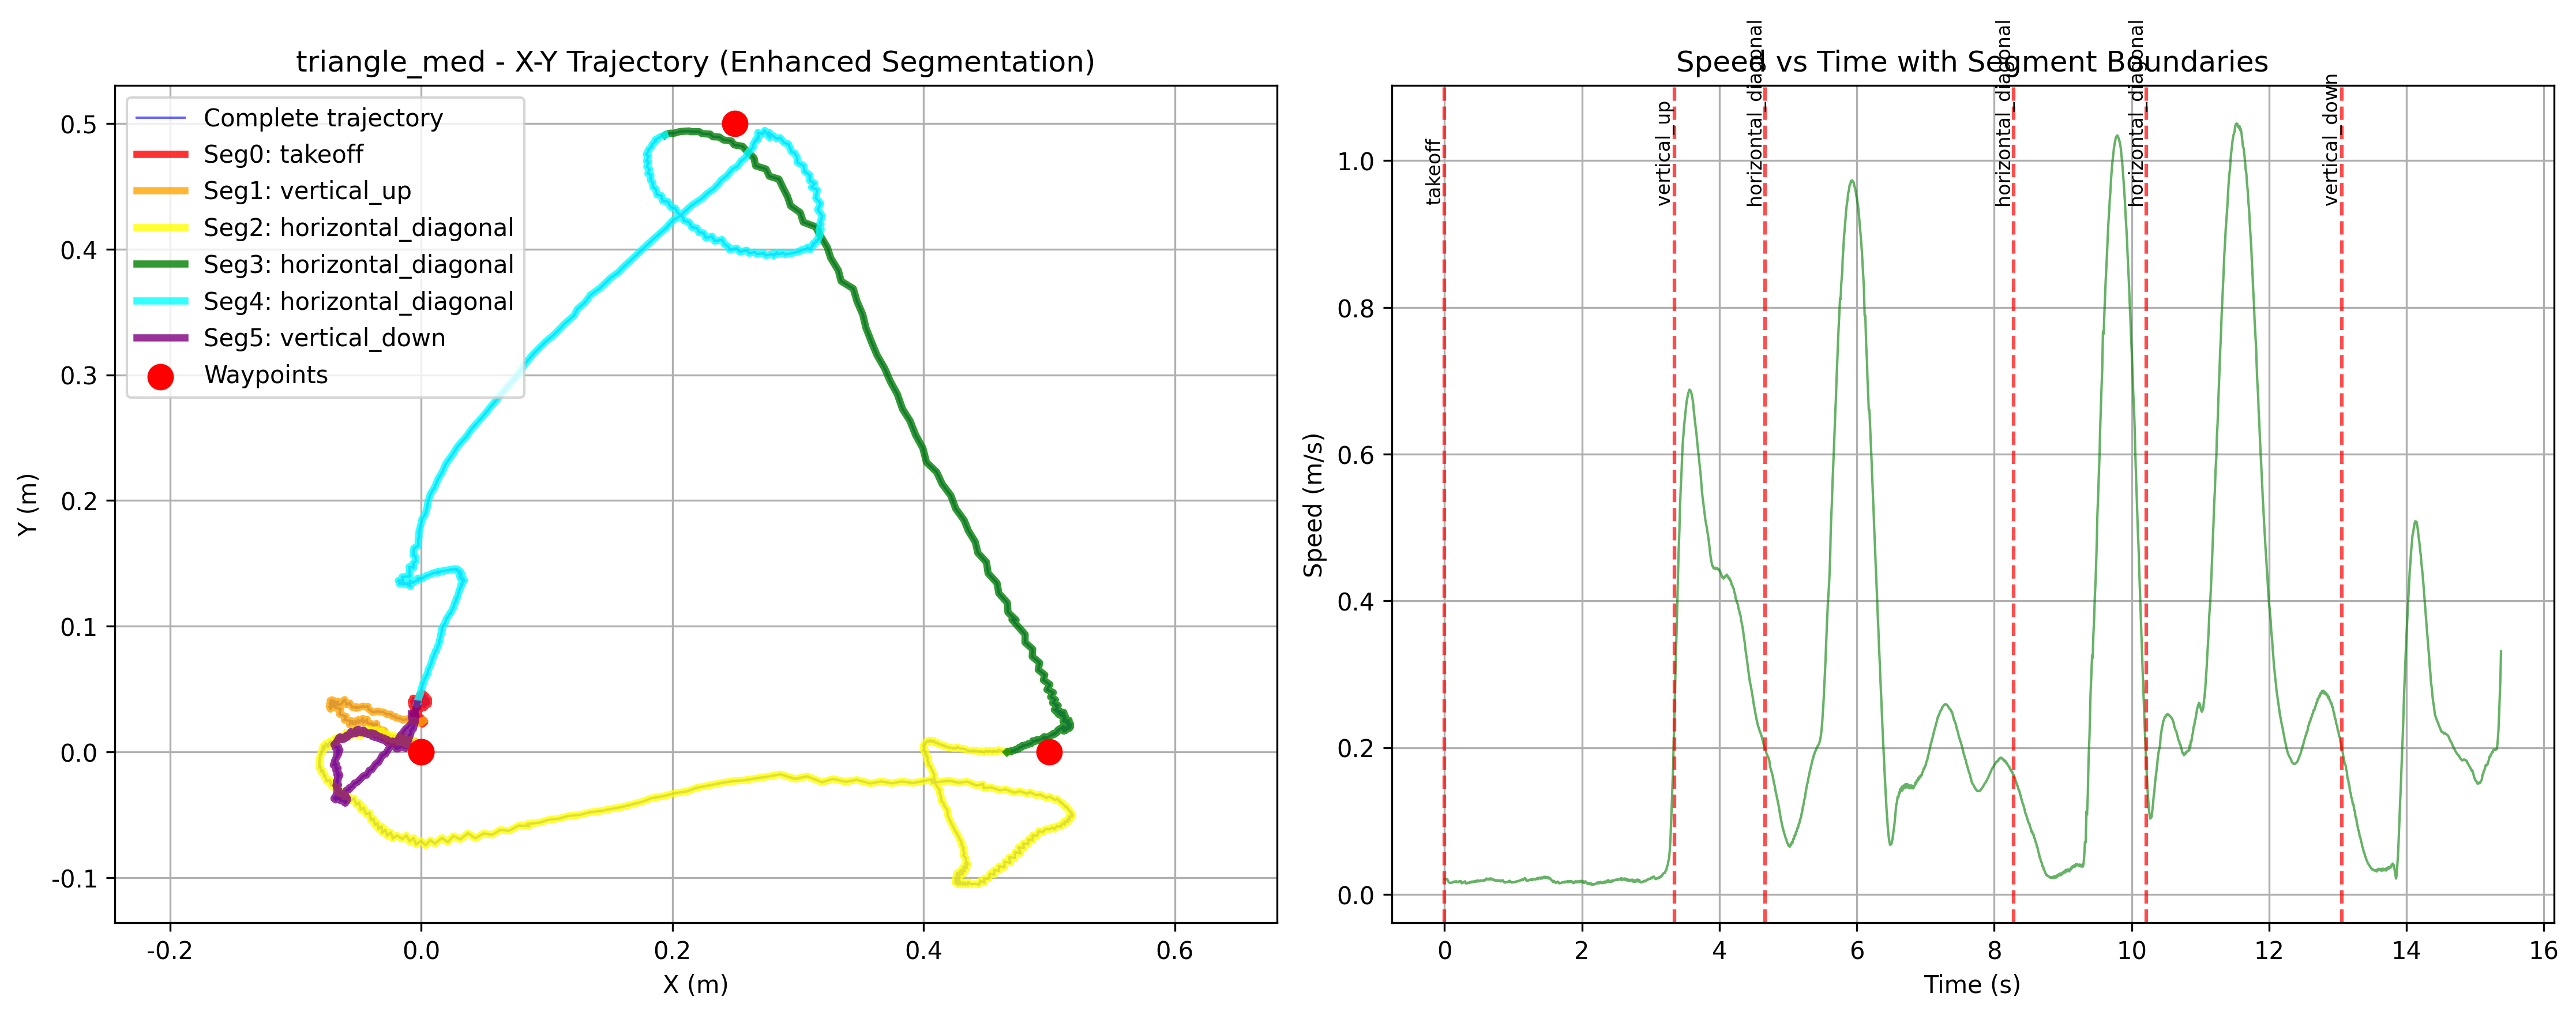 triangle_med - X-Y Trajectory (Enhanced Segmentation)
Complete trajectory
Seg0: takeoff
Seg1: vertical_up
Seg2: horizontal_diagonal
Seg3: horizontal_diagonal
Seg4: horizontal_diagonal
Seg5: vertical_down
Waypoints
0.5
0.4
0.3
0.2
0.1
0.0
-0.1
Y (m)
-0.2
0.0
0.2
0.4
0.6
X (m)
Speed vs Time with Segment Boundaries
takeoff
vertical_up
horizontal_diagonal
horizontal_diagonal
horizontal_diagonal
vertical_down
1.0
0.8
0.6
0.4
0.2
0.0
Speed (m/s)
0
2
4
6
8
10
12
14
16
Time (s)